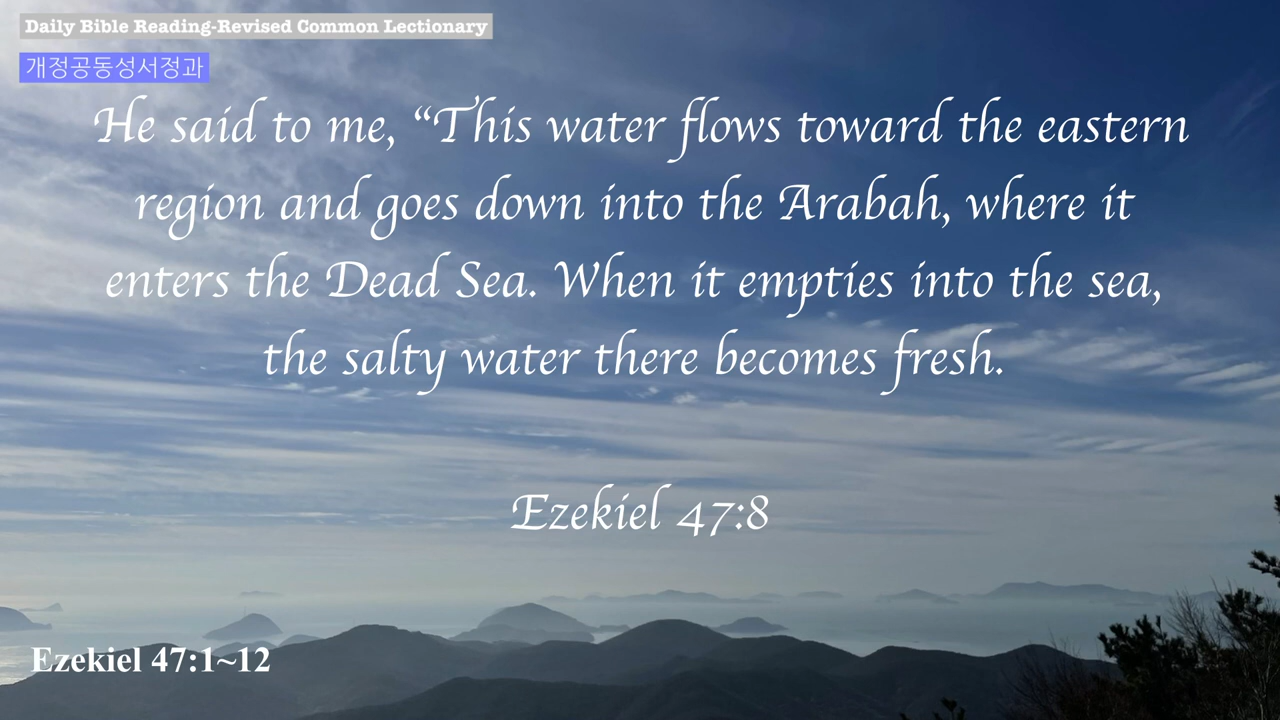 Daily Bible Reading-Revised Common Lectionary
개정공동성서정과
He said to me, “This water flows toward the eastern
region and goes down into the Arabah, where it
enters the Dead Sea. When it empties into the sea,
the salty water there becomes fresh.
Ezekiel 47:8
Ezekiel 47:1~12